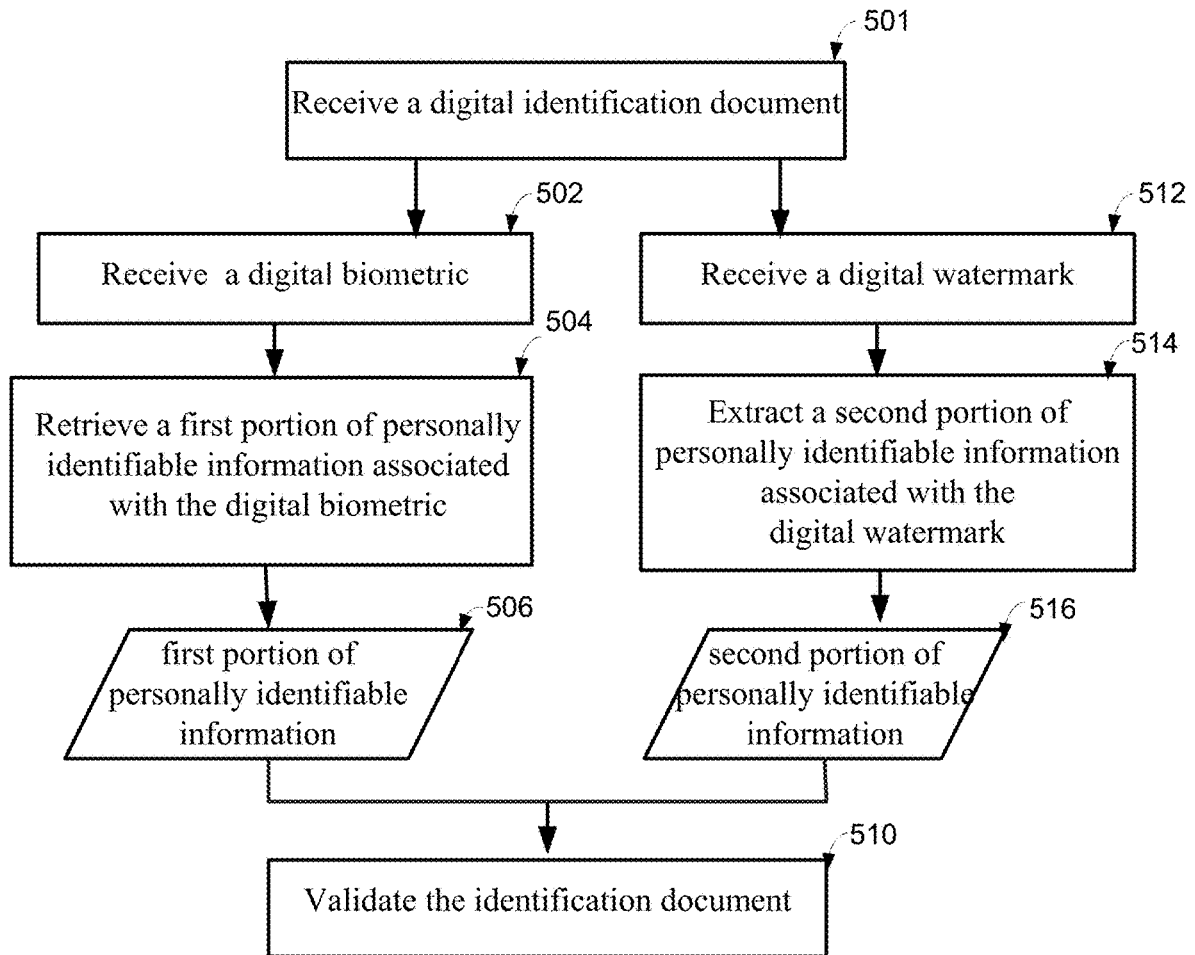 501
Receive a digital identification document
502
Receive a digital biometric
504
Retrieve a first portion of personally
identifiable information associated
with the digital biometric
506
first portion of
personally identifiable
information
512
Receive a digital watermark
514
Extract a second portion of
personally identifiable information
associated with the
digital watermark
516
second portion of
personally identifiable
information
510
Validate the identification document